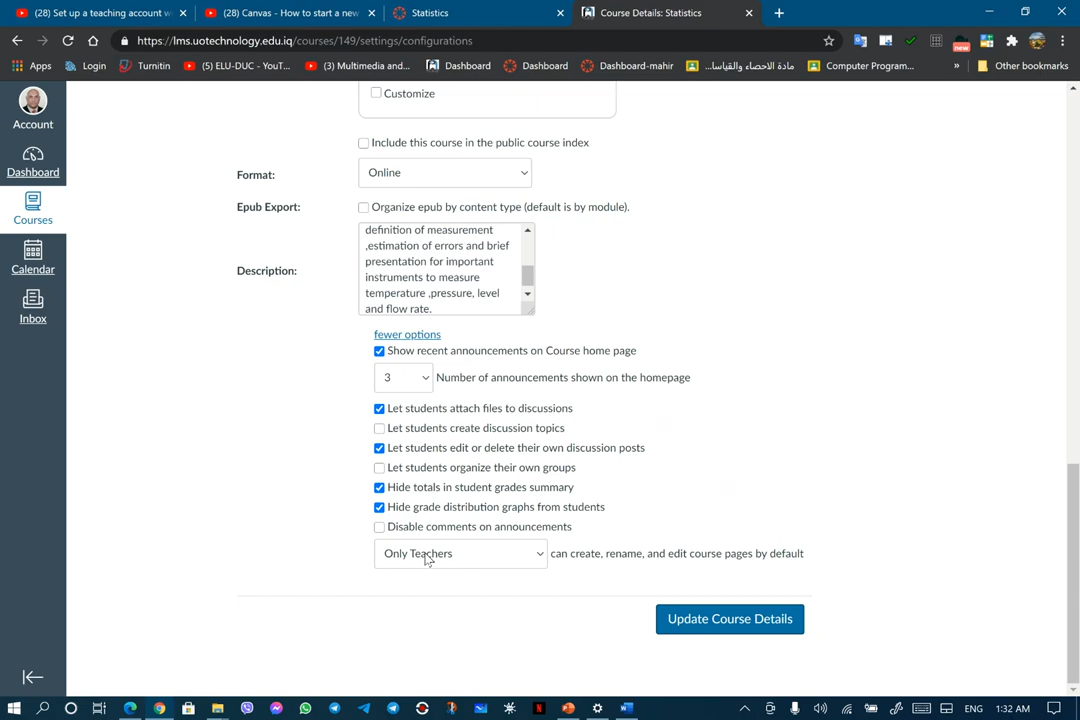 (28) Set up a teaching account w
(28) Canvas - How to start a new
Statistics
Course Details: Statistics
https://lms.uotechnology.edu.iq/courses/149/settings/configurations
new
Apps
Login
Turnitin
(5) ELU-DUC - YouT...
(3) Multimedia and...
Dashboard
Dashboard
Dashboard-mahir
مادة الاحصاء والقياسا...
Computer Program...
»
Other bookmarks
Account
Dashboard
Courses
Calendar
Inbox
Customize
Include this course in the public course index
Format:
Online
Epub Export:
Organize epub by content type (default is by module).
Description:
definition of measurement
,estimation of errors and brief
presentation for important
instruments to measure
temperature ,pressure, level
and flow rate.
fewer options
Show recent announcements on Course home page
3 Number of announcements shown on the homepage
Let students attach files to discussions
Let students create discussion topics
Let students edit or delete their own discussion posts
Let students organize their own groups
Hide totals in student grades summary
Hide grade distribution graphs from students
Disable comments on announcements
Only Teachers can create, rename, and edit course pages by default
Update Course Details
ENG 1:32 AM